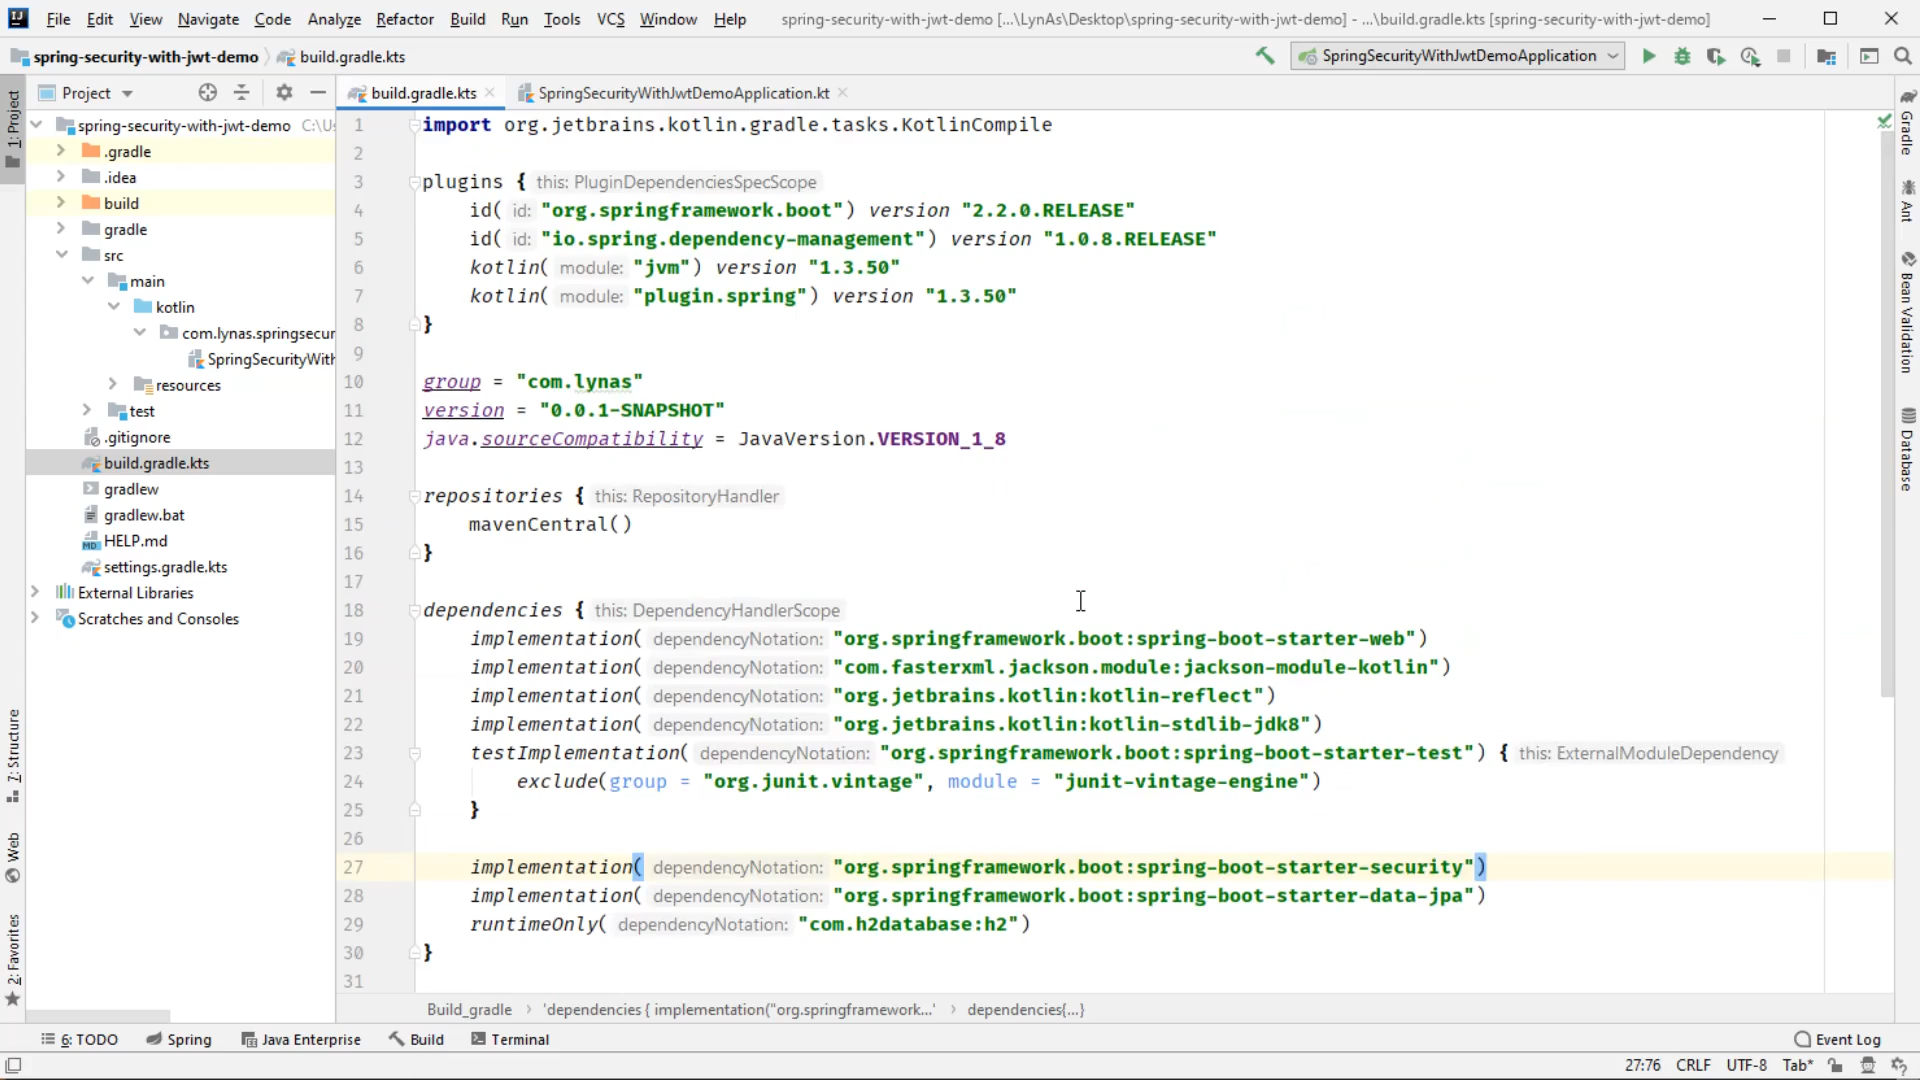 File Edit View Navigate Code Analyze Refactor Build Run Tools VCS Window Help spring-security-with-jwt-demo [...\LynAs\Desktop\spring-security-with-jwt-demo] - ...\build.gradle.kts [spring-security-with-jwt-demo]
spring-security-with-jwt-demo build.gradle.kts SpringSecurityWithJwtDemoApplication
Project build.gradle.kts SpringSecurityWithJwtDemoApplication.kt
1: Project
7: Structure
Web
2: Favorites
spring-security-with-jwt-demo C:\Us
.gradle
.idea
build
gradle
src
main
kotlin
com.lynas.springsecur
SpringSecurityWith
resources
test
.gitignore
build.gradle.kts
gradlew
gradlew.bat
HELP.md
settings.gradle.kts
External Libraries
Scratches and Consoles
1 import org.jetbrains.kotlin.gradle.tasks.KotlinCompile
2
3 plugins { this: PluginDependenciesSpecScope
4 id( id: "org.springframework.boot") version "2.2.0.RELEASE"
5 id( id: "io.spring.dependency-management") version "1.0.8.RELEASE"
6 kotlin( module: "jvm") version "1.3.50"
7 kotlin( module: "plugin.spring") version "1.3.50"
8 }
9
10 group = "com.lynas"
11 version = "0.0.1-SNAPSHOT"
12 java.sourceCompatibility = JavaVersion.VERSION_1_8
13
14 repositories { this: RepositoryHandler
15 mavenCentral()
16 }
17
18 dependencies { this: DependencyHandlerScope
19 implementation( dependencyNotation: "org.springframework.boot:spring-boot-starter-web")
20 implementation( dependencyNotation: "com.fasterxml.jackson.module:jackson-module-kotlin")
21 implementation( dependencyNotation: "org.jetbrains.kotlin:kotlin-reflect")
22 implementation( dependencyNotation: "org.jetbrains.kotlin:kotlin-stdlib-jdk8")
23 testImplementation( dependencyNotation: "org.springframework.boot:spring-boot-starter-test") { this: ExternalModuleDependency
24 exclude(group = "org.junit.vintage", module = "junit-vintage-engine")
25 }
26
27 implementation( dependencyNotation: "org.springframework.boot:spring-boot-starter-security")
28 implementation( dependencyNotation: "org.springframework.boot:spring-boot-starter-data-jpa")
29 runtimeOnly( dependencyNotation: "com.h2database:h2")
30 }
31
Gradle
Ant
Bean Validation
Database
Build_gradle 'dependencies { implementation("org.springframework...' dependencies{...}
6: TODO Spring Java Enterprise Build Terminal Event Log
27:76 CRLF UTF-8 Tab*